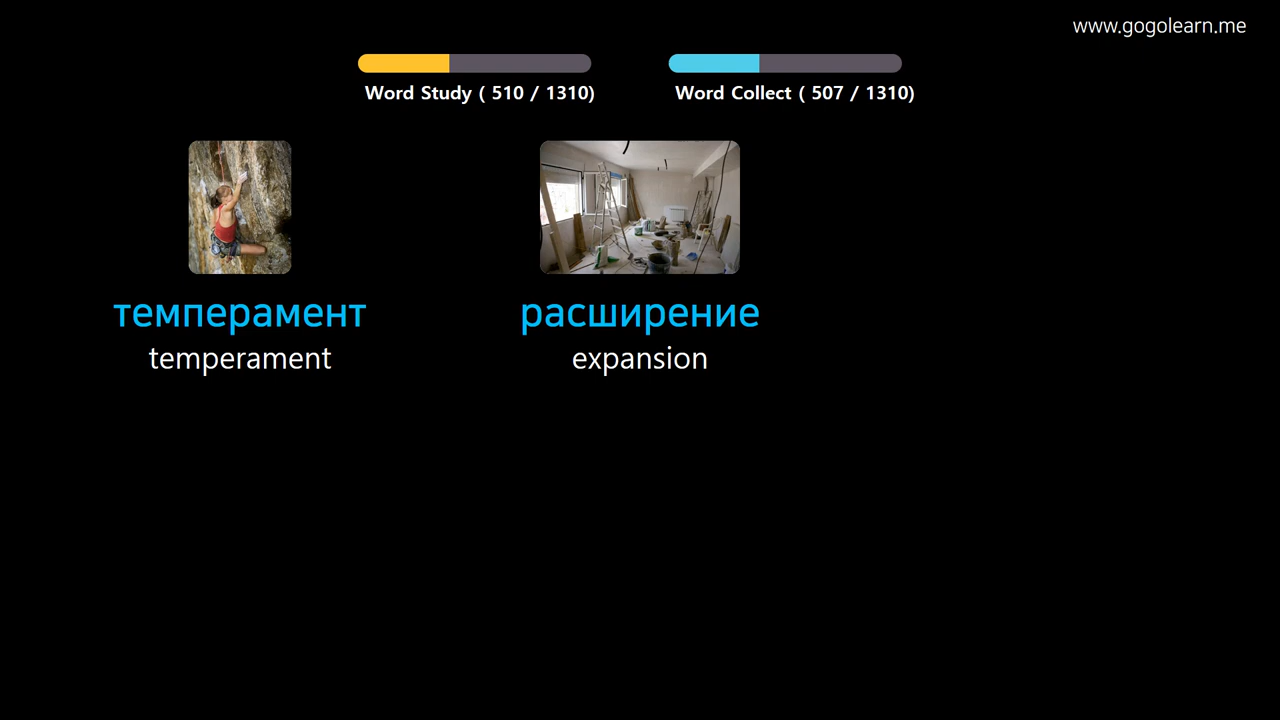 www.gogolearn.me
Word Study ( 510 / 1310)
Word Collect ( 507 / 1310)
темперамент
расширение
temperament
expansion